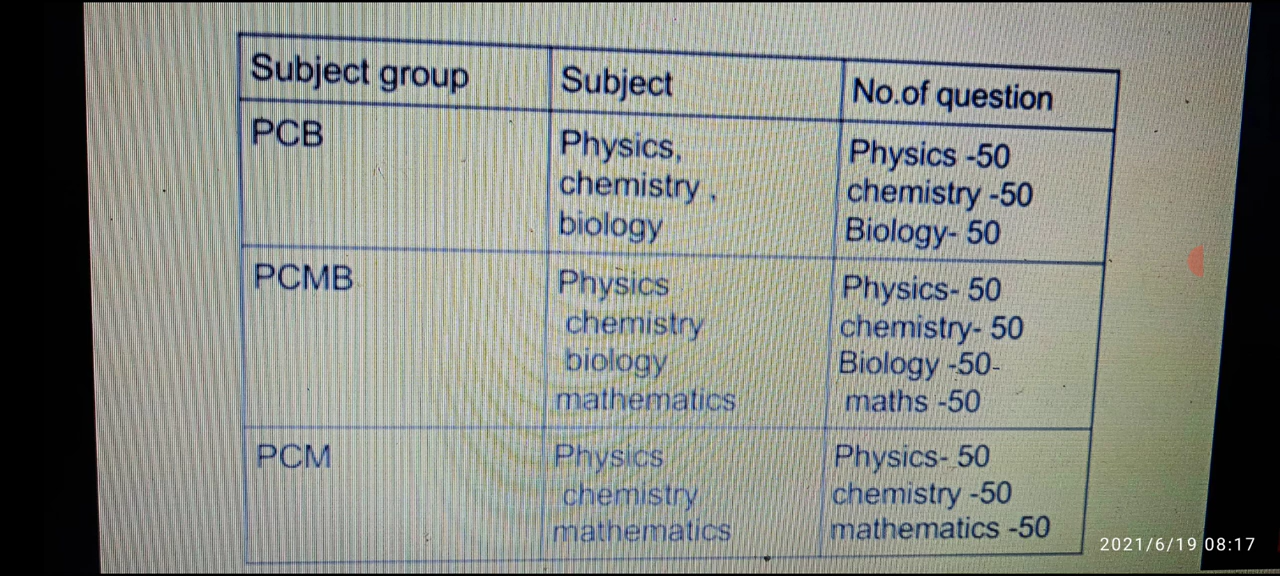 Subject group Subject No.of question
PCB Physics, Physics -50
chemistry , chemistry -50
biology Biology- 50
PCMB Physics Physics- 50
chemistry chemistry- 50
biology Biology -50-
mathematics maths -50
PCM Physics Physics- 50
chemistry chemistry -50
mathematics mathematics -50
2021/6/19 08:17